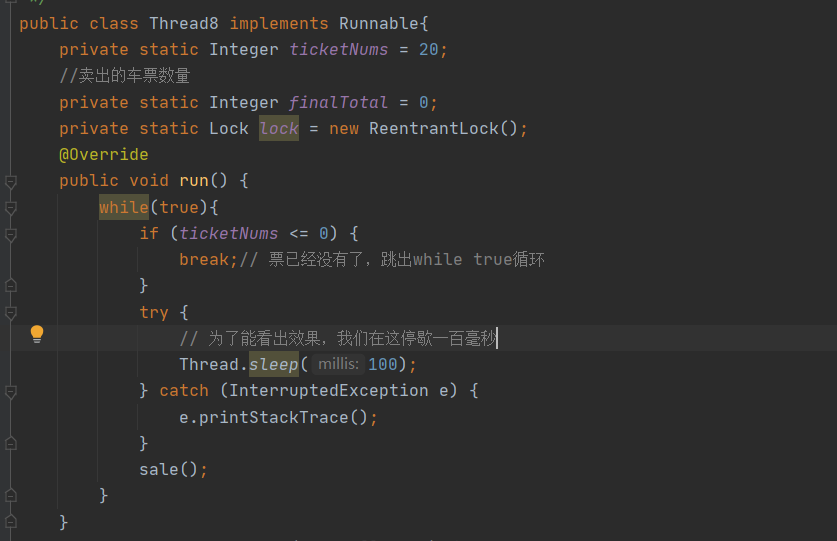 */
public class Thread8 implements Runnable{
    private static Integer ticketNums = 20;
    //卖出的车票数量
    private static Integer finalTotal = 0;
    private static Lock lock = new ReentrantLock();
    @Override
    public void run() {
        while(true){
            if (ticketNums <= 0) {
                break;// 票已经没有了，跳出while true循环
            }
            try {
                // 为了能看出效果，我们在这停歇一百毫秒
                Thread.sleep( millis: 100);
            } catch (InterruptedException e) {
                e.printStackTrace();
            }
            sale();
        }
    }